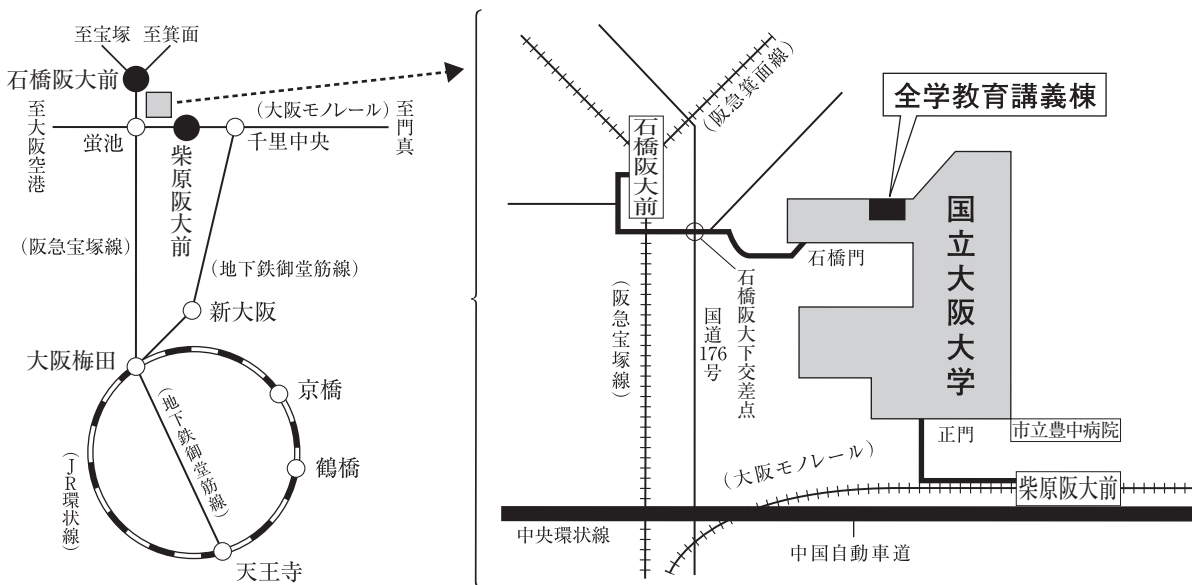 至宝塚
至箕面
石橋阪大前
(大阪モノレール)
至大阪空港
至門真
蛍池
千里中央
柴原阪大前
(阪急宝塚線)
(地下鉄御堂筋線)
新大阪
大阪梅田
京橋
(地下鉄御堂筋線)
鶴橋
(JR環状線)
天王寺
(阪急箕面線)
全学教育講義棟
石橋阪大前
国立大阪大学
石橋門
石橋阪大下交差点
国道176号
(阪急宝塚線)
正門
市立豊中病院
(大阪モノレール)
柴原阪大前
中央環状線
中国自動車道